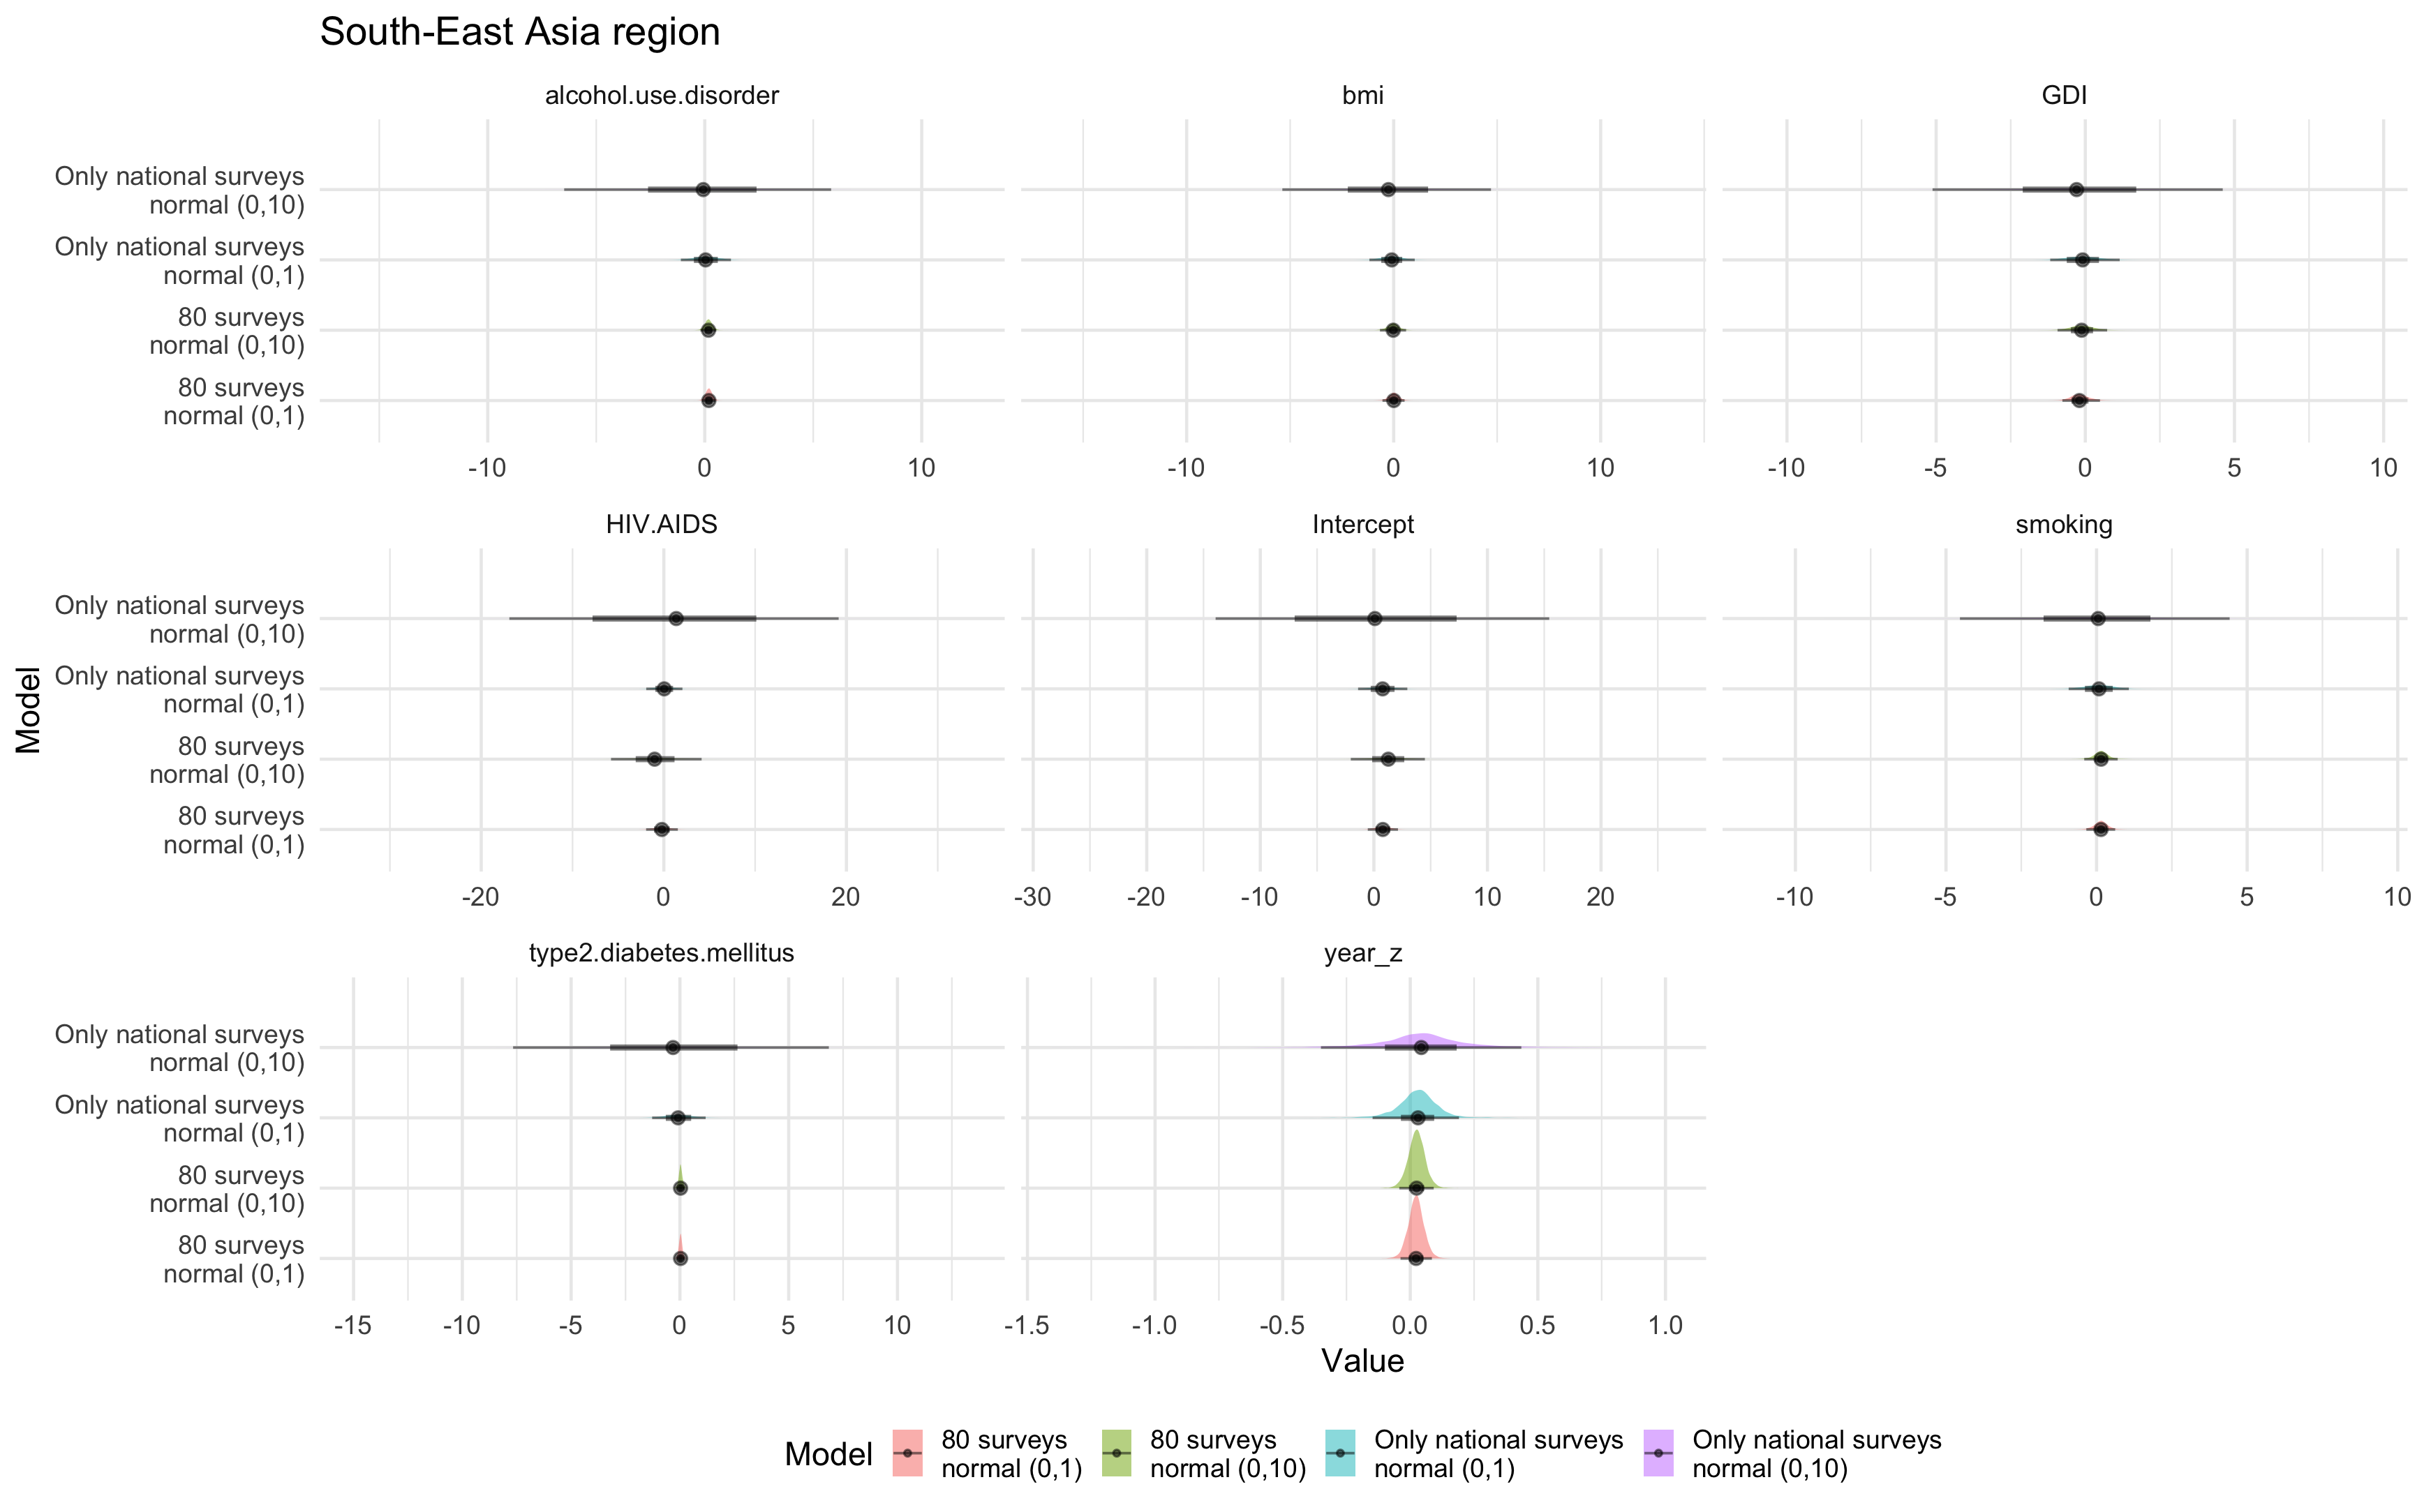 South-East Asia region
alcohol.use.disorder
bmi
GDI
Only national surveys
normal (0,10)
Only national surveys
normal (0,1)
80 surveys
normal (0,10)
80 surveys
normal (0,1)
-10 0 10
-10 0 10
-10 -5 0 5 10
HIV.AIDS
Intercept
smoking
Model
Only national surveys
normal (0,10)
Only national surveys
normal (0,1)
80 surveys
normal (0,10)
80 surveys
normal (0,1)
-20 0 20
-30 -20 -10 0 10 20
-10 -5 0 5 10
type2.diabetes.mellitus
year_z
Only national surveys
normal (0,10)
Only national surveys
normal (0,1)
80 surveys
normal (0,10)
80 surveys
normal (0,1)
-15 -10 -5 0 5 10
-1.5 -1.0 -0.5 0.0 0.5 1.0
Value
Model
80 surveys
normal (0,1)
80 surveys
normal (0,10)
Only national surveys
normal (0,1)
Only national surveys
normal (0,10)